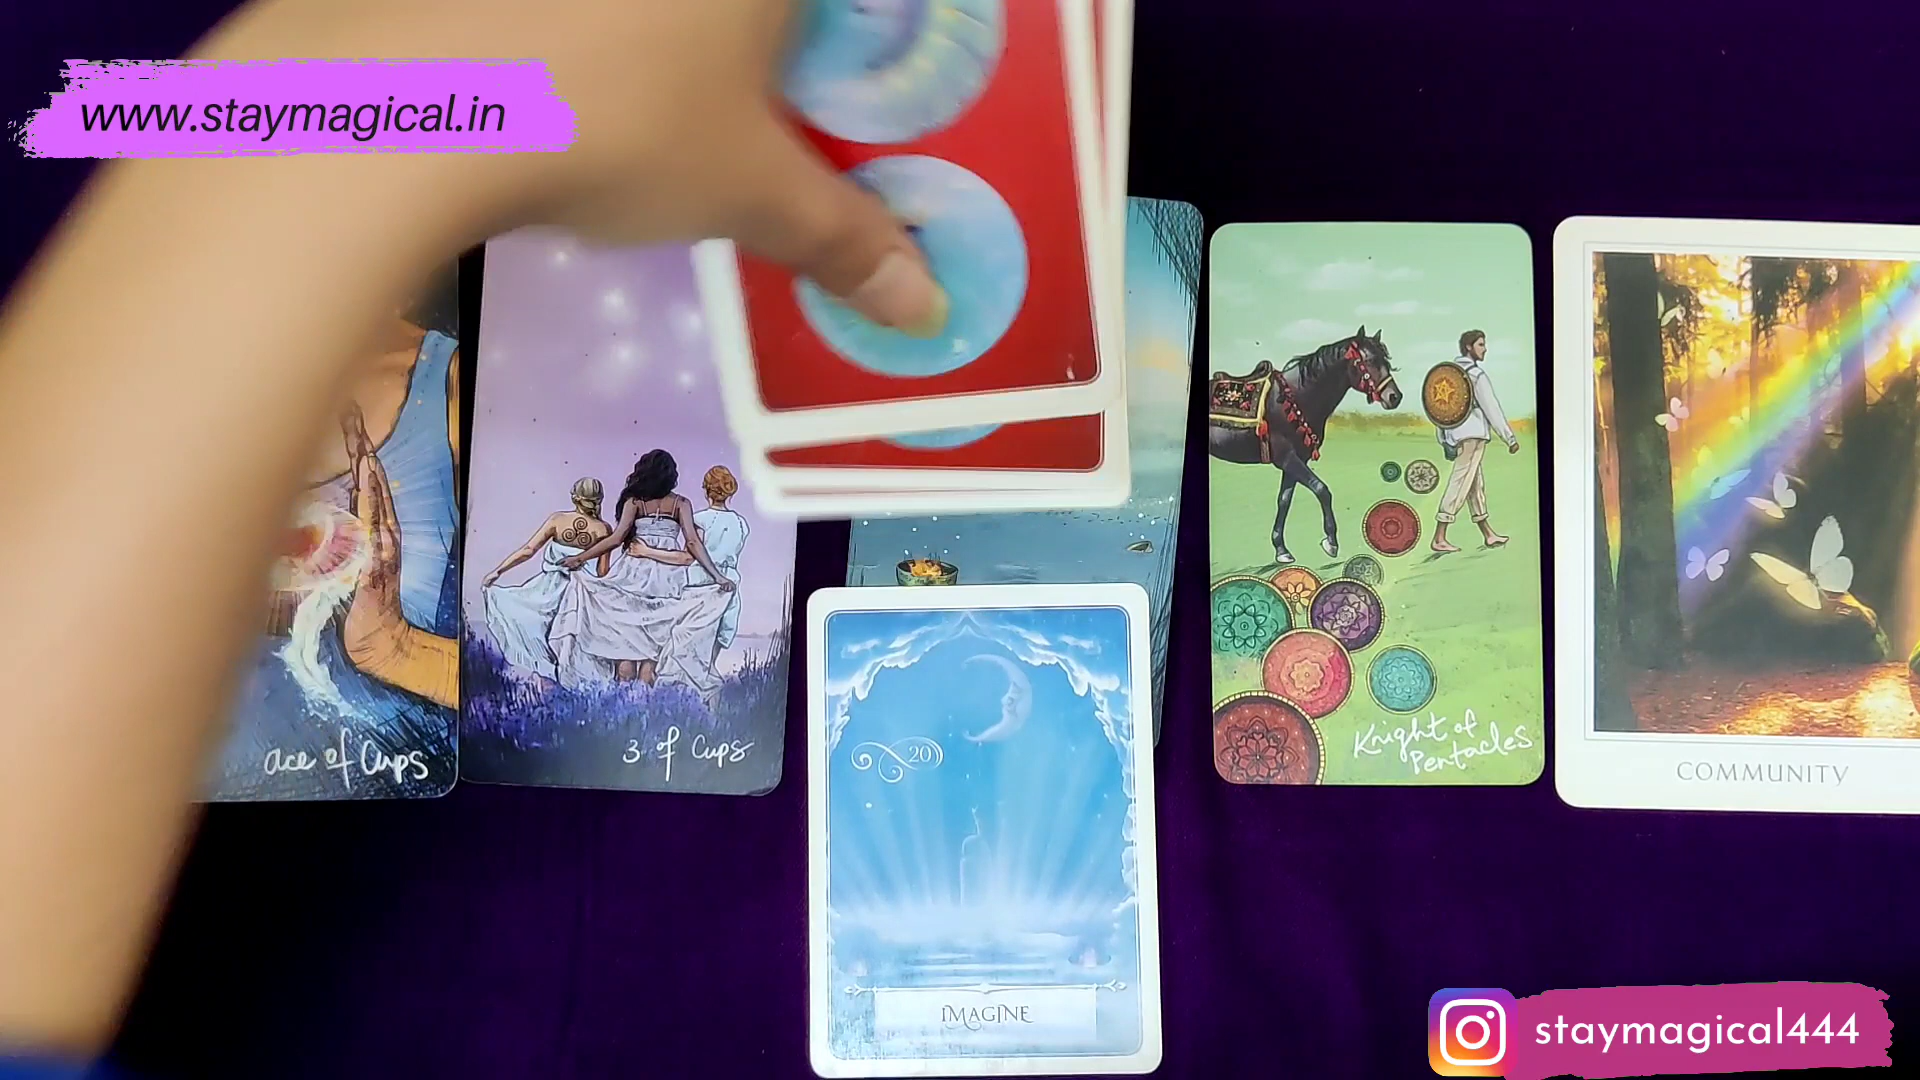 www.staymagical.in
ace of Cups
3 of Cups
Knight of
Pentacles
COMMUNITY
20
IMAGINE
staymagical444